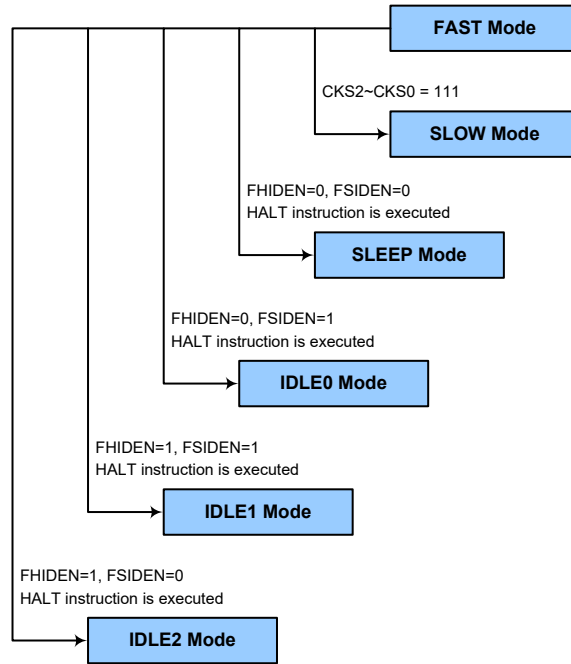 FAST Mode
CKS2~CKS0 = 111
SLOW Mode
FHIDEN=0, FSIDEN=0
HALT instruction is executed
SLEEP Mode
FHIDEN=0, FSIDEN=1
HALT instruction is executed
IDLE0 Mode
FHIDEN=1, FSIDEN=1
HALT instruction is executed
IDLE1 Mode
FHIDEN=1, FSIDEN=0
HALT instruction is executed
IDLE2 Mode